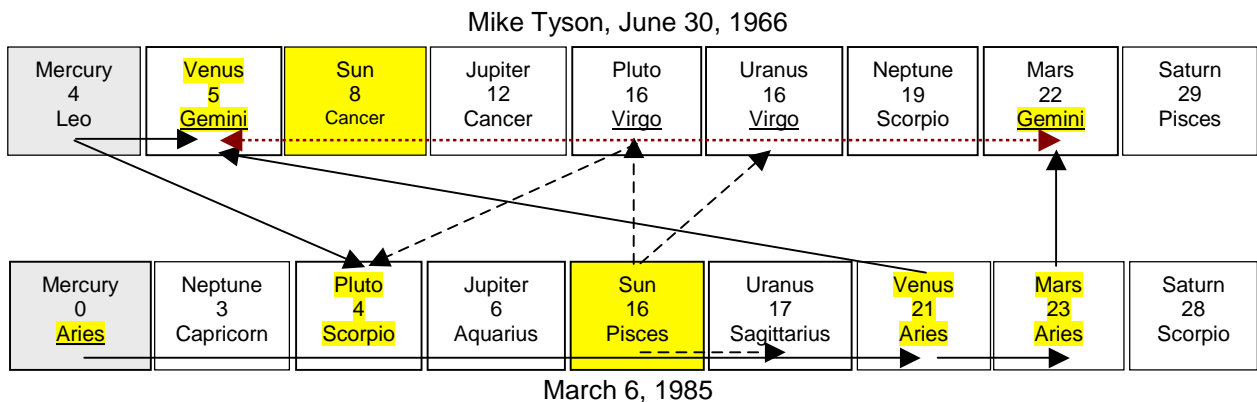 Mike Tyson, June 30, 1966
Mercury
4
Leo
Venus
5
Gemini
Sun
8
Cancer
Jupiter
12
Cancer
Pluto
16
Virgo
Uranus
16
Virgo
Neptune
19
Scorpio
Mars
22
Gemini
Saturn
29
Pisces
Mercury
0
Aries
Neptune
3
Capricorn
Pluto
4
Scorpio
Jupiter
6
Aquarius
Sun
16
Pisces
Uranus
17
Sagittarius
Venus
21
Aries
Mars
23
Aries
Saturn
28
Scorpio
March 6, 1985